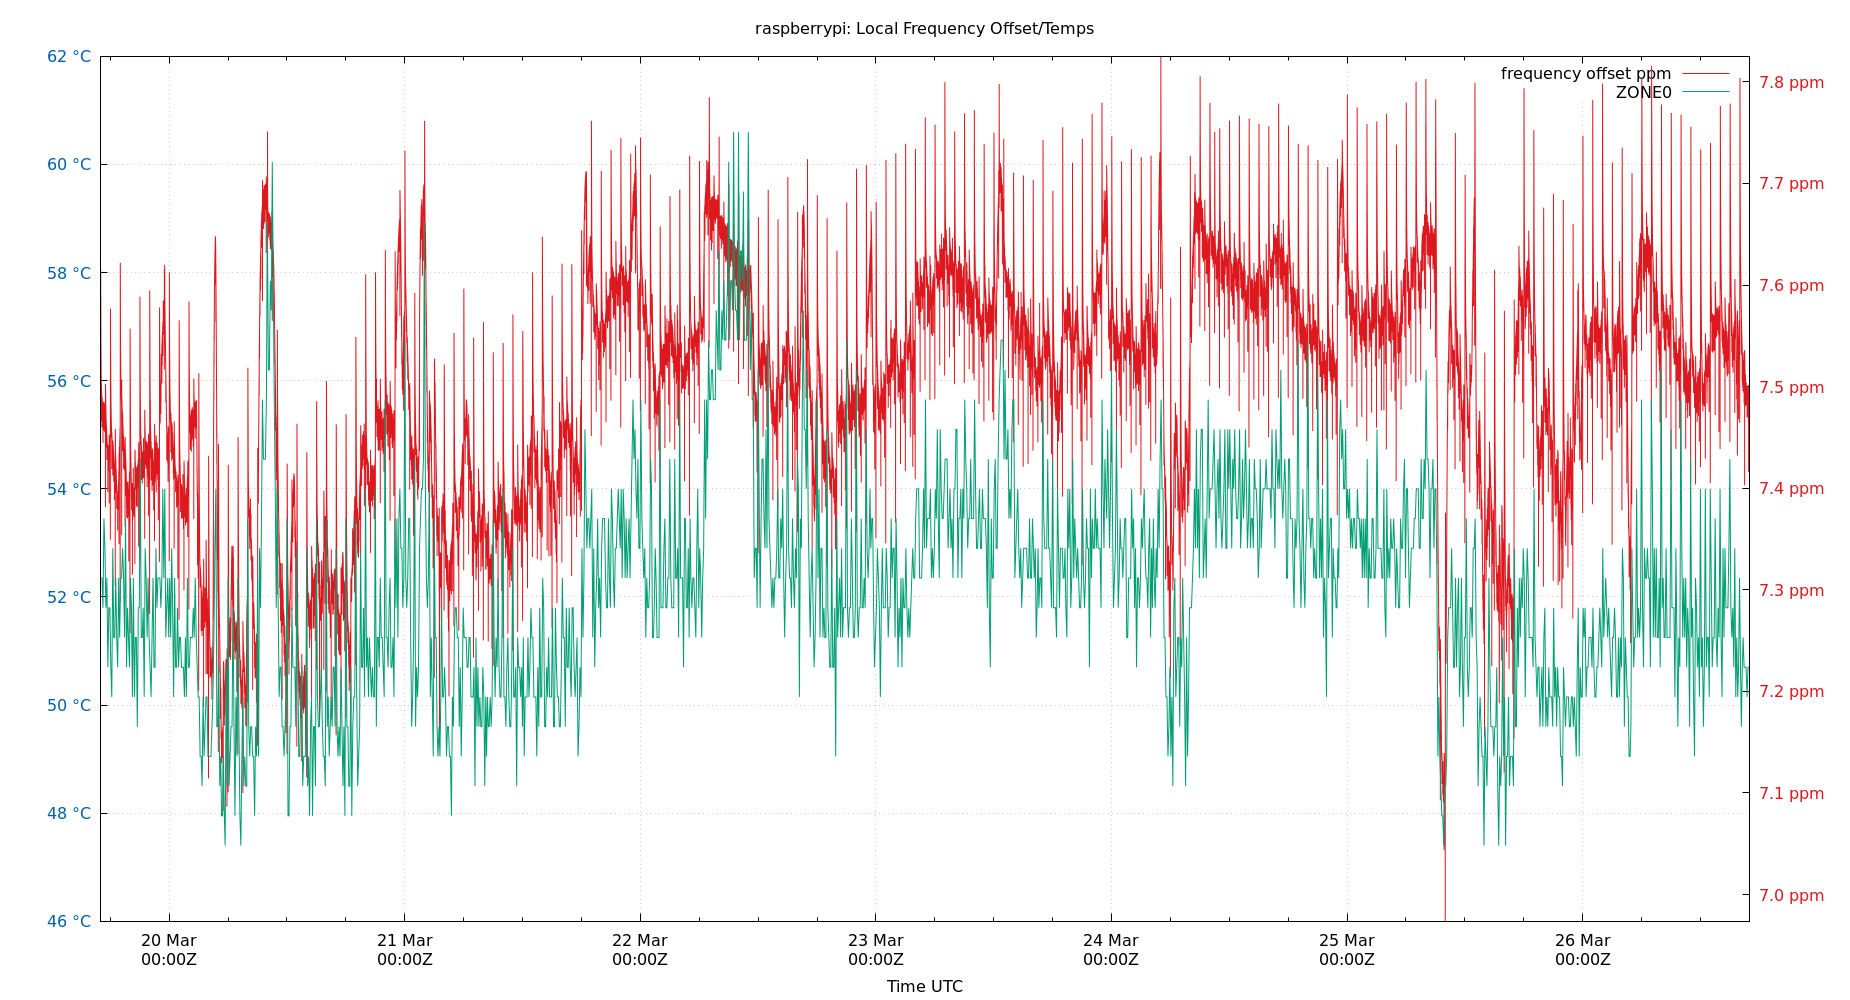 raspberrypi: Local Frequency Offset/Temps
62 °C
60 °C
58 °C
56 °C
54 °C
52 °C
50 °C
48 °C
46 °C
frequency offset ppm
ZONE0
7.8 ppm
7.7 ppm
7.6 ppm
7.5 ppm
7.4 ppm
7.3 ppm
7.2 ppm
7.1 ppm
7.0 ppm
20 Mar
00:00Z
21 Mar
00:00Z
22 Mar
00:00Z
23 Mar
00:00Z
24 Mar
00:00Z
25 Mar
00:00Z
26 Mar
00:00Z
Time UTC